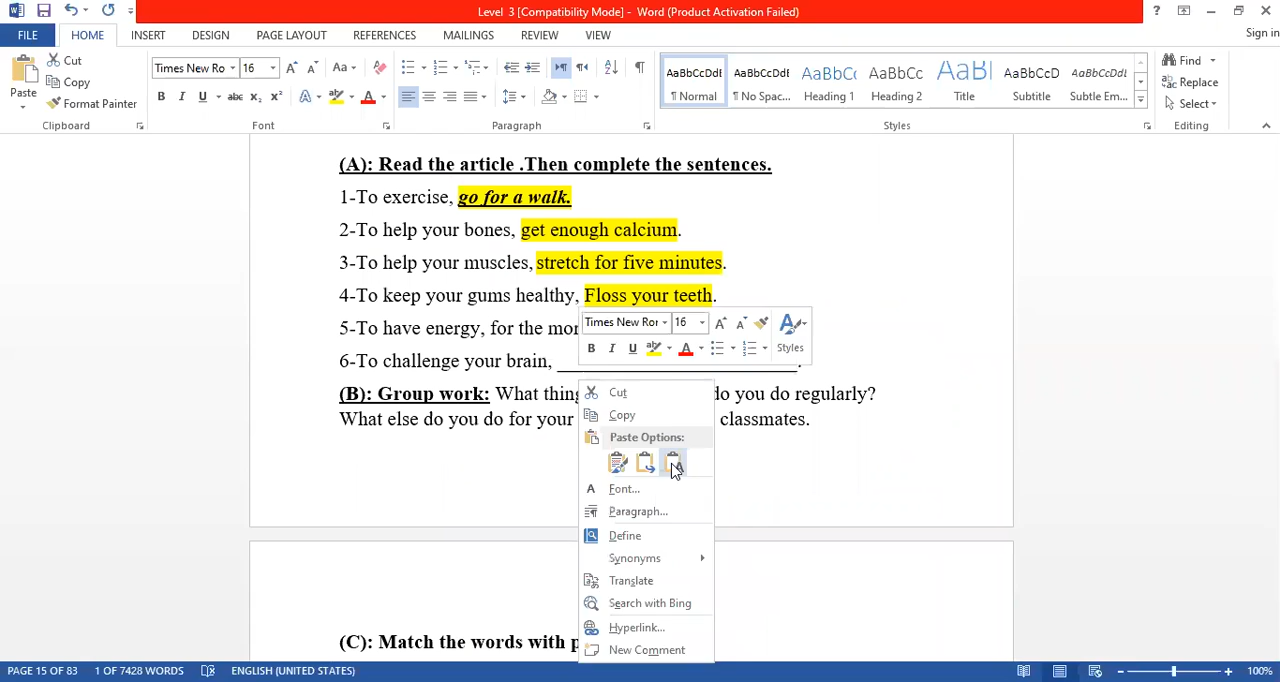 Level 3 [Compatibility Mode] - Word (Product Activation Failed)
?
FILE HOME INSERT DESIGN PAGE LAYOUT REFERENCES MAILINGS REVIEW VIEW Sign in
Paste
Cut
Copy
Format Painter
Clipboard
Times New Ro 16
Aa
B I U abc x₂ x²
Font
Paragraph
AaBbCcDdE AaBbCcDdE AaBbCc AaBbCc AaBl AaBbCcD AaBbCcDd
¶ Normal ¶ No Spac... Heading 1 Heading 2 Title Subtitle Subtle Em...
Styles
Find
Replace
Select
Editing
(A): Read the article .Then complete the sentences.
1-To exercise, go for a walk.
2-To help your bones, get enough calcium.
3-To help your muscles, stretch for five minutes.
4-To keep your gums healthy, Floss your teeth.
5-To have energy, for the mor
6-To challenge your brain, ________________________.
(B): Group work: What thing do you do regularly?
What else do you do for your classmates.
Times New Ror 16
B I U
Styles
Cut
Copy
Paste Options:
Font...
Paragraph...
Define
Synonyms
Translate
Search with Bing
Hyperlink...
New Comment
(C): Match the words with p
PAGE 15 OF 83 1 OF 7428 WORDS ENGLISH (UNITED STATES) 100%